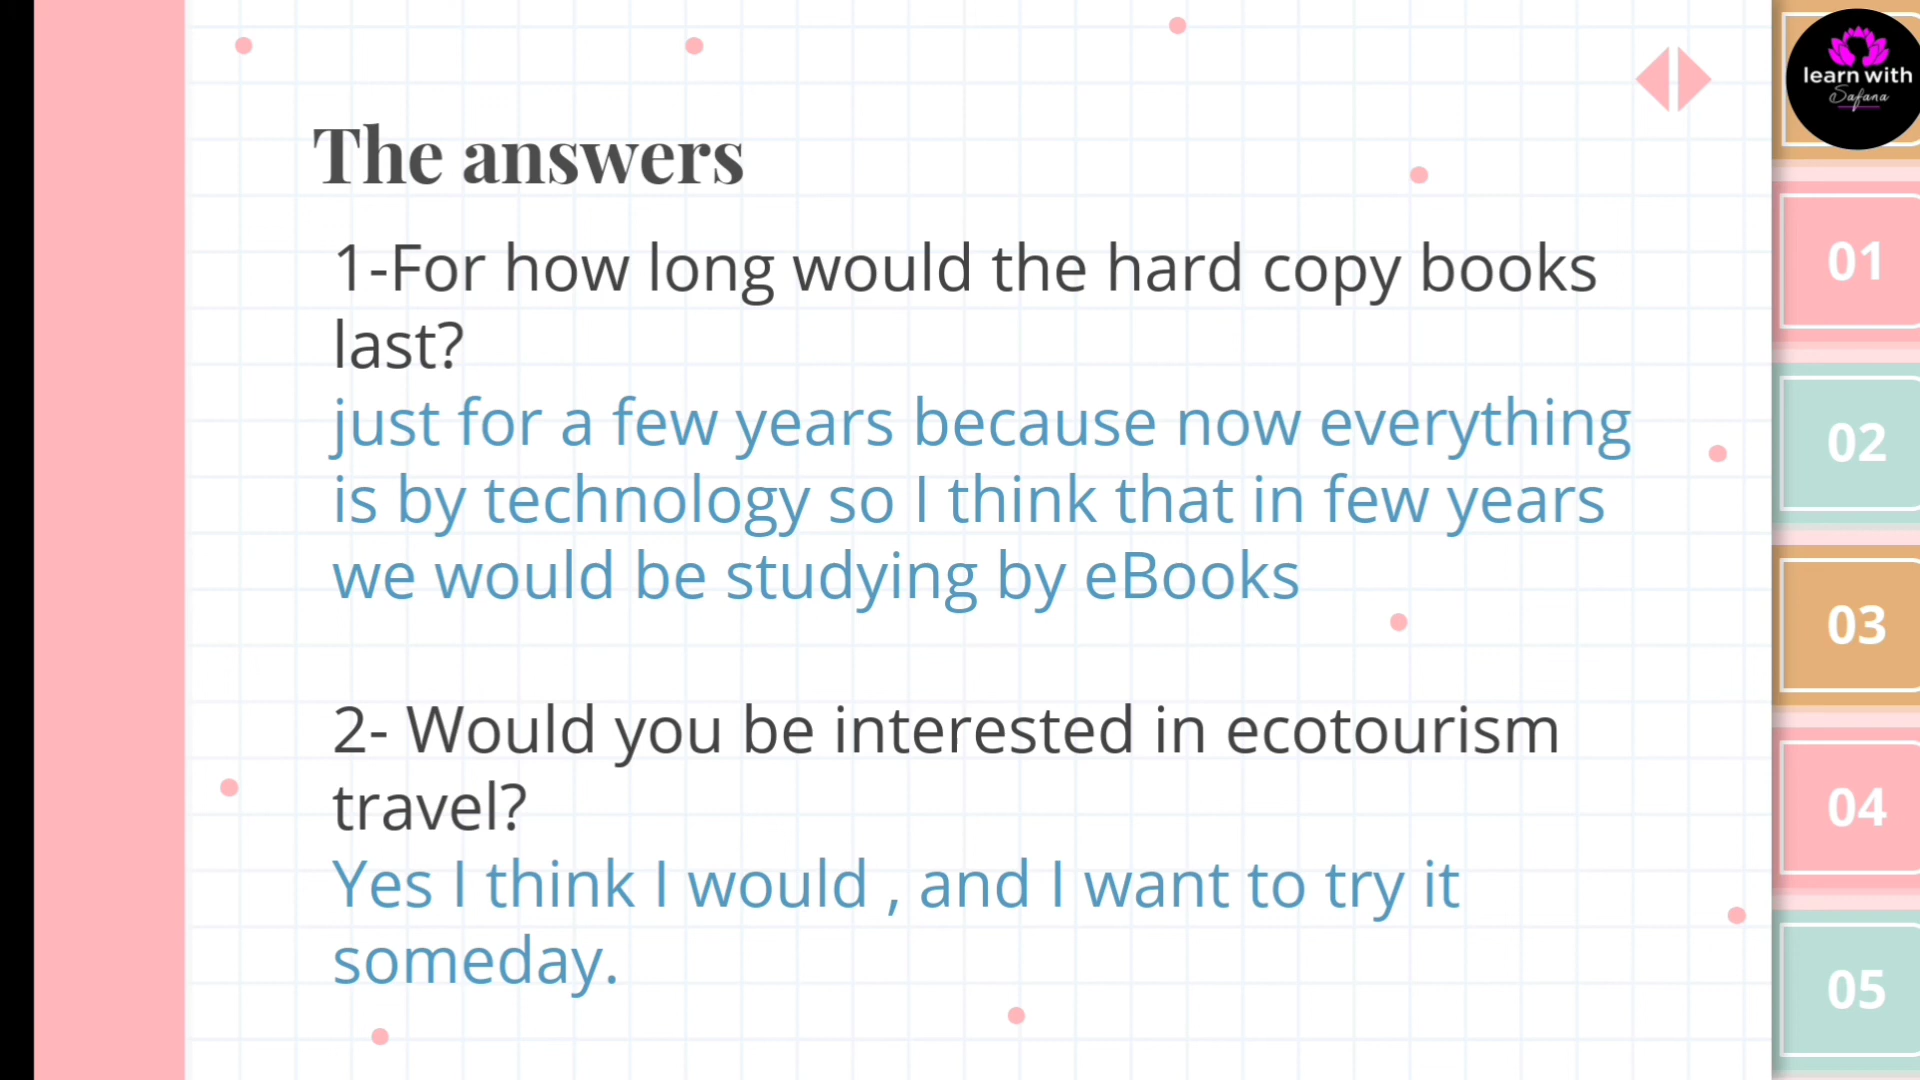 learn with
Safana
The answers
1-For how long would the hard copy books
last?
just for a few years because now everything
is by technology so I think that in few years
we would be studying by eBooks
2- Would you be interested in ecotourism
travel?
Yes I think I would , and I want to try it
someday.
01
02
03
04
05